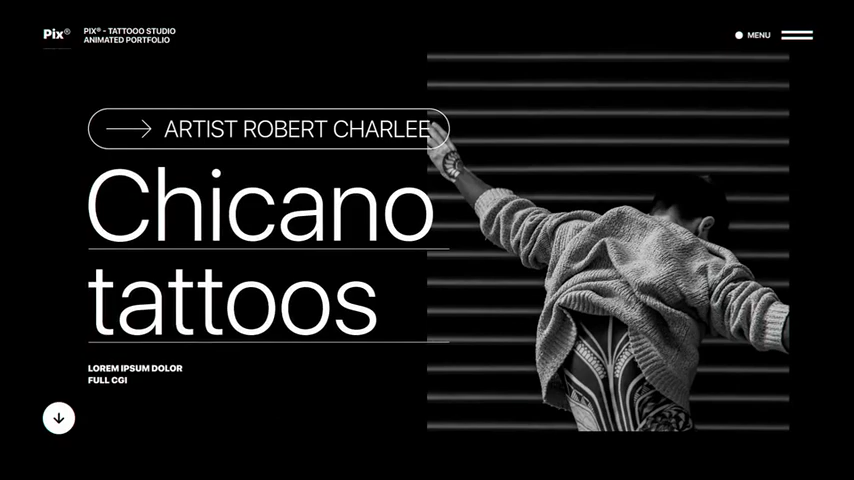 Pix®
PIX® - TATTOOO STUDIO
ANIMATED PORTFOLIO
MENU
ARTIST ROBERT CHARLEE
Chicano
tattoos
LOREM IPSUM DOLOR
FULL CGI